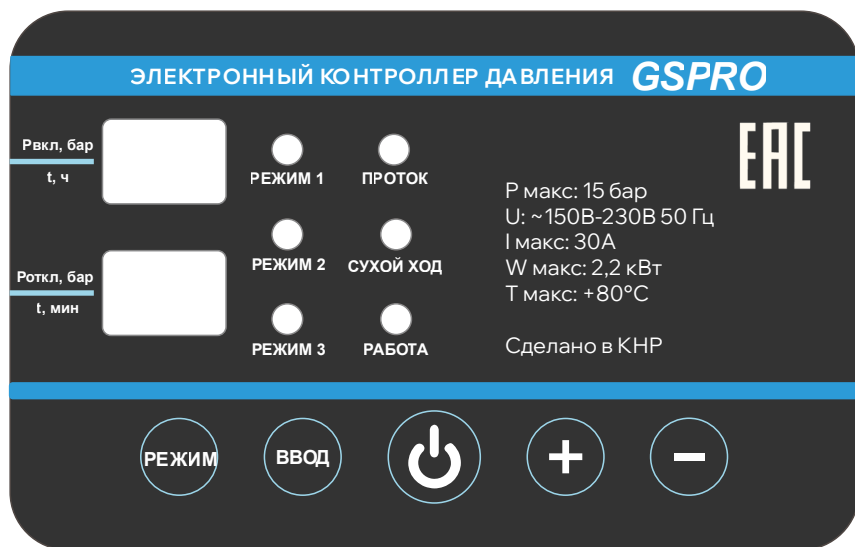 ЭЛЕКТРОННЫЙ КОНТРОЛЛЕР ДАВЛЕНИЯ GSPRO
EAC
Pвкл, бар
t, ч
РЕЖИМ 1
ПРОТОК
P макс: 15 бар
U: ~150В-230В 50 Гц
I макс: 30А
W макс: 2,2 кВт
T макс: +80°C
Роткл, бар
t, мин
РЕЖИМ 2
СУХОЙ ХОД
РЕЖИМ 3
РАБОТА
Сделано в КНР
РЕЖИМ
ВВОД
+
−